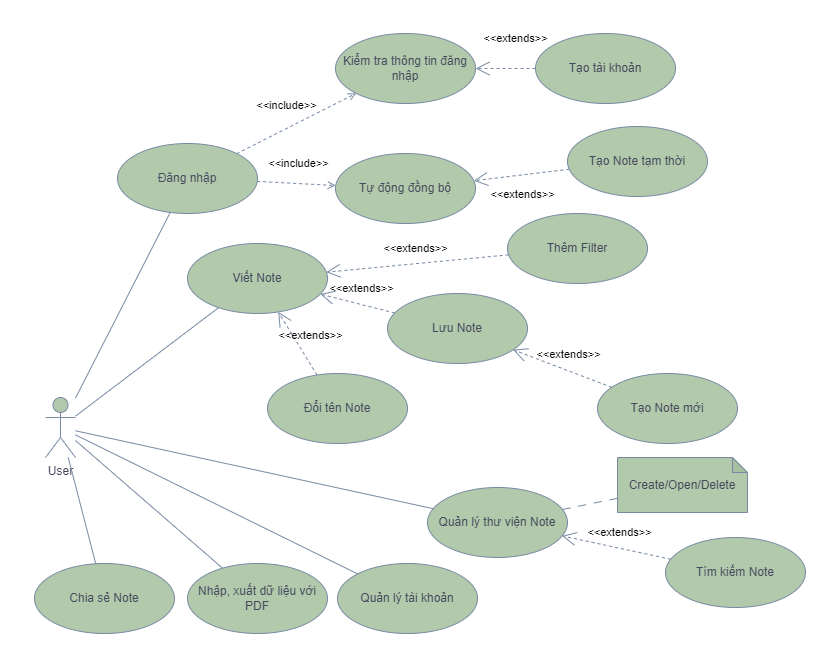 <<extends>>
Kiểm tra thông tin đăng
nhập
Tạo tài khoản
<<include>>
Đăng nhập
<<include>>
Tự động đồng bộ
Tạo Note tạm thời
<<extends>>
Viết Note
<<extends>>
Thêm Filter
<<extends>>
Lưu Note
<<extends>>
<<extends>>
Đổi tên Note
Tạo Note mới
User
Create/Open/Delete
Quản lý thư viện Note
<<extends>>
Tìm kiếm Note
Chia sẻ Note
Nhập, xuất dữ liệu với
PDF
Quản lý tài khoản